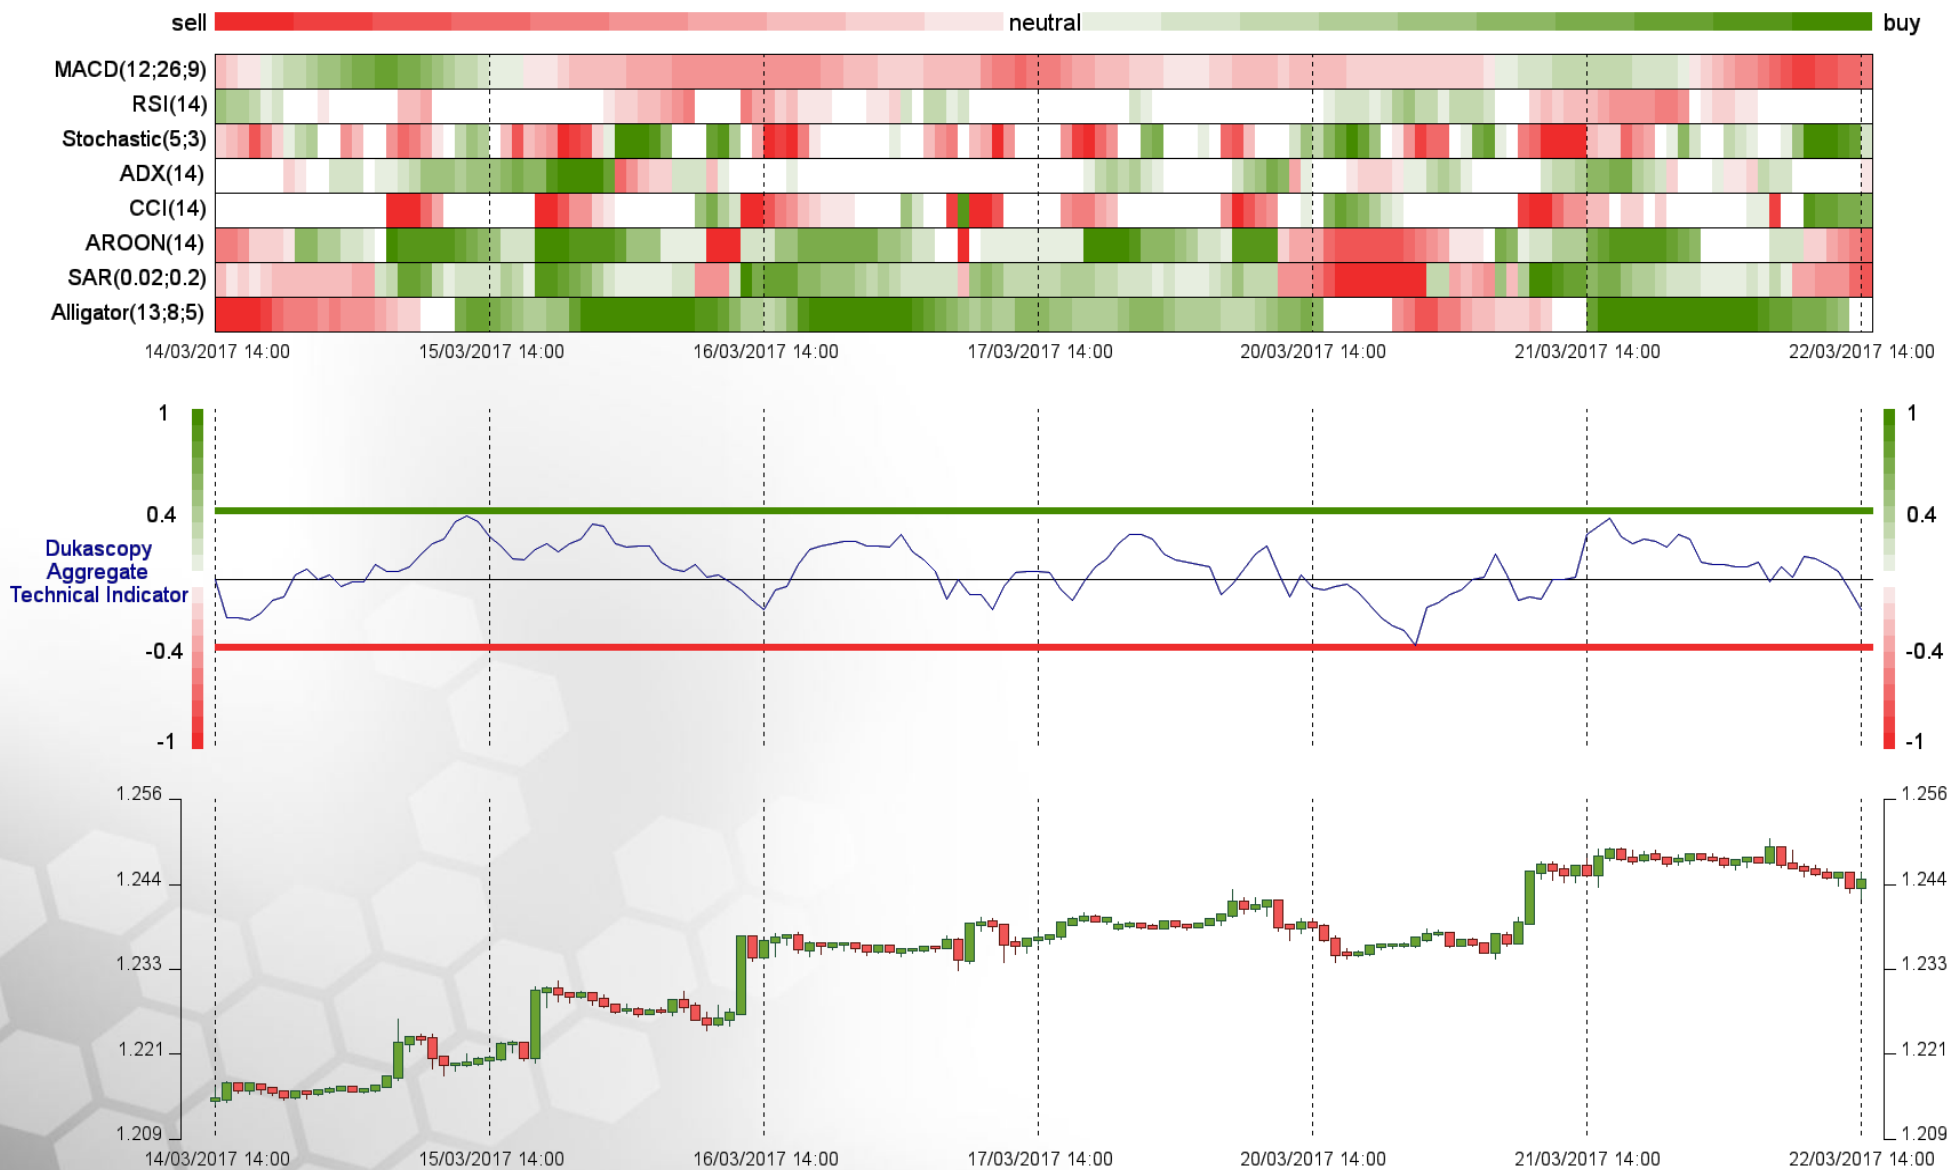 sell neutral buy
MACD(12;26;9)
RSI(14)
Stochastic(5;3)
ADX(14)
CCI(14)
AROON(14)
SAR(0.02;0.2)
Alligator(13;8;5)
14/03/2017 14:00 15/03/2017 14:00 16/03/2017 14:00 17/03/2017 14:00 20/03/2017 14:00 21/03/2017 14:00 22/03/2017 14:00
1 1
0.4 0.4
Dukascopy
Aggregate
Technical Indicator
-0.4 -0.4
-1 -1
1.256 1.256
1.244 1.244
1.233 1.233
1.221 1.221
1.209 1.209
14/03/2017 14:00 15/03/2017 14:00 16/03/2017 14:00 17/03/2017 14:00 20/03/2017 14:00 21/03/2017 14:00 22/03/2017 14:00